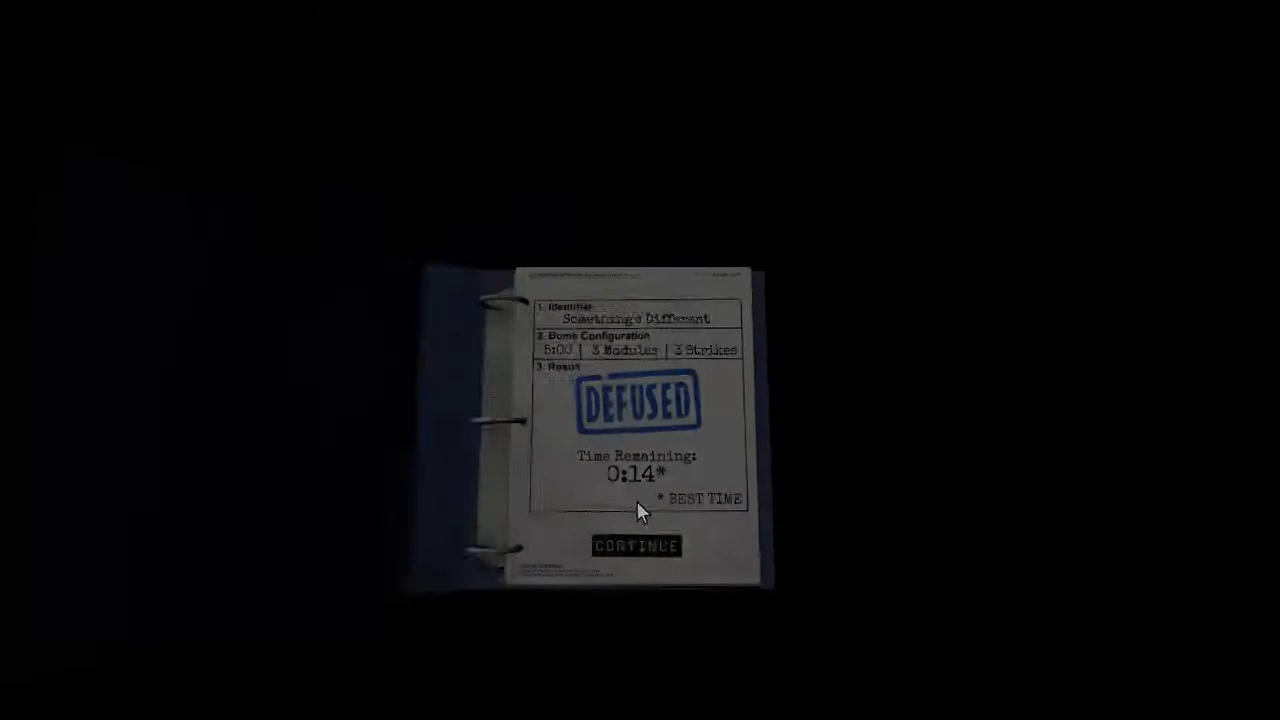 1. Identifier
Something's Different
2. Bomb Configuration
5:00 | 3 Modules | 3 Strikes
3. Result
DEFUSED
Time Remaining:
0:14*
* BEST TIME
CONTINUE